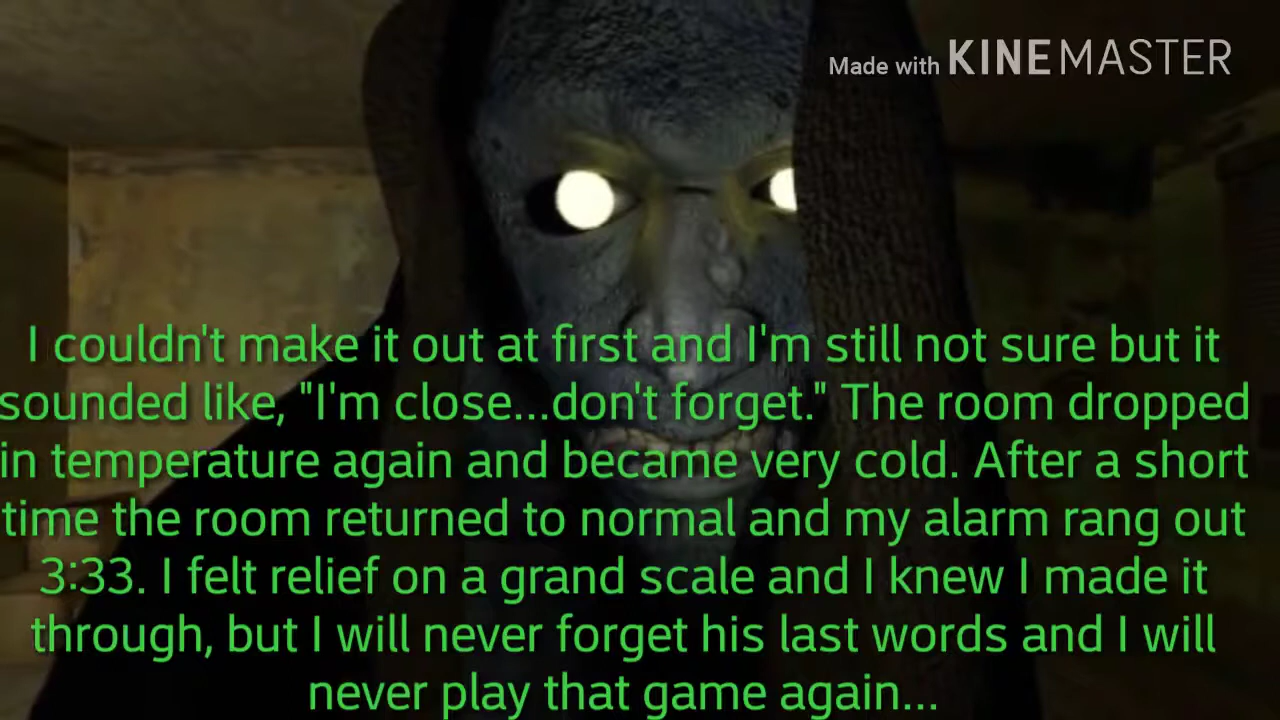 Made with KINEMASTER
I couldn't make it out at first and I'm still not sure but it
sounded like, "I'm close...don't forget." The room dropped
in temperature again and became very cold. After a short
time the room returned to normal and my alarm rang out
3:33. I felt relief on a grand scale and I knew I made it
through, but I will never forget his last words and I will
never play that game again...